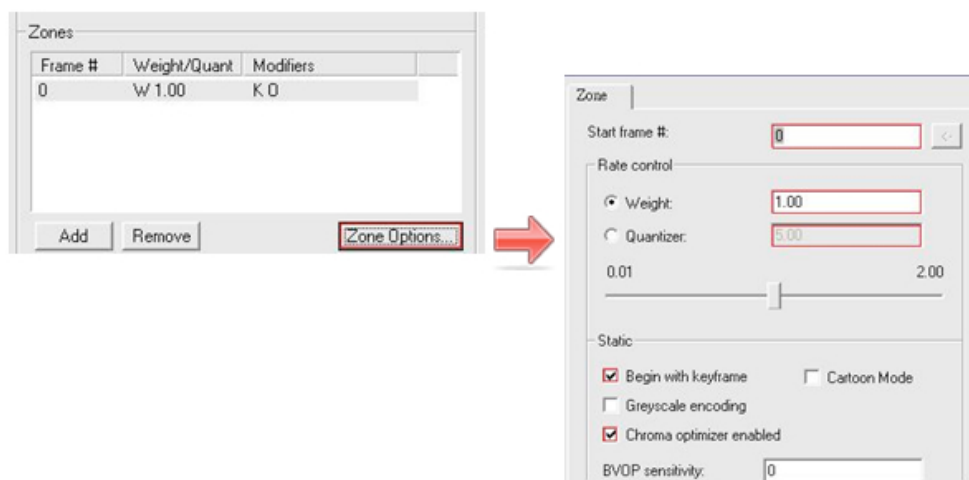 Zones
Frame # Weight/Quant Modifiers
0 W 1.00 K 0
Add Remove Zone Options...
Zone
Start frame #: 0 <-
Rate control
Weight: 1.00
Quantizer: 5.00
0.01 2.00
Static
Begin with keyframe Cartoon Mode
Greyscale encoding
Chroma optimizer enabled
BVOP sensitivity: 0